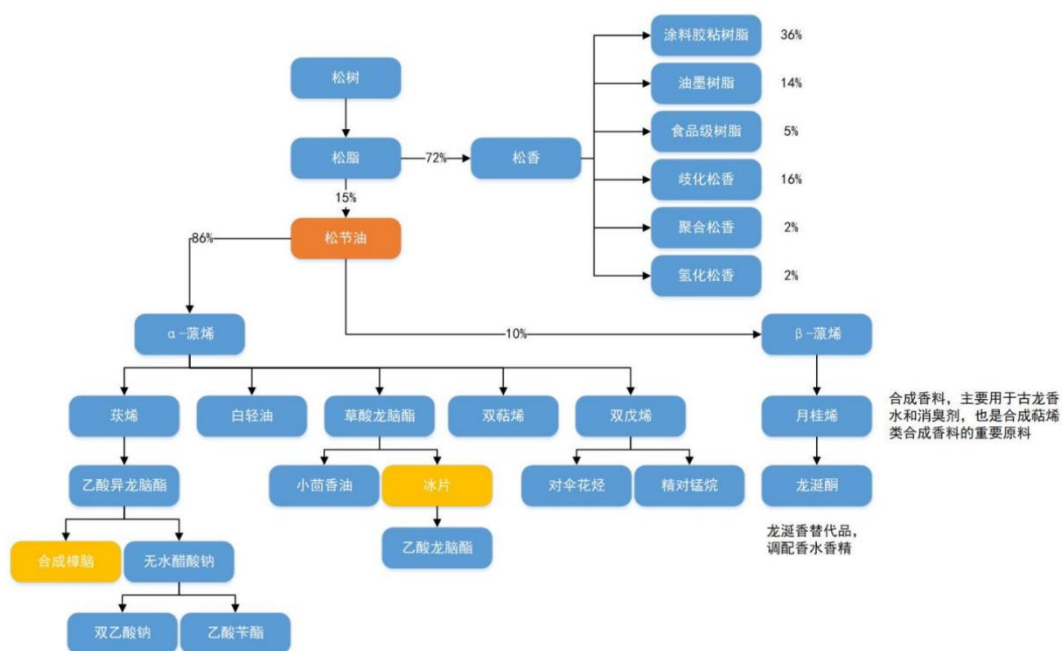 涂料胶粘树脂 36%
松树
油墨树脂 14%
食品级树脂 5%
松脂 72% 松香
歧化松香 16%
15%
聚合松香 2%
86% 松节油
氢化松香 2%
α-蒎烯 10% β-蒎烯
莰烯 白轻油 草酸龙脑酯 双萜烯 双戊烯 月桂烯
合成香料，主要用于古龙香
水和消臭剂，也是合成萜烯
类合成香料的重要原料
乙酸异龙脑酯 小茴香油 冰片 对伞花烃 精对锰烷 龙涎酮
龙涎香替代品，
调配香水香精
合成樟脑 无水醋酸钠 乙酸龙脑酯
双乙酸钠 乙酸苄酯